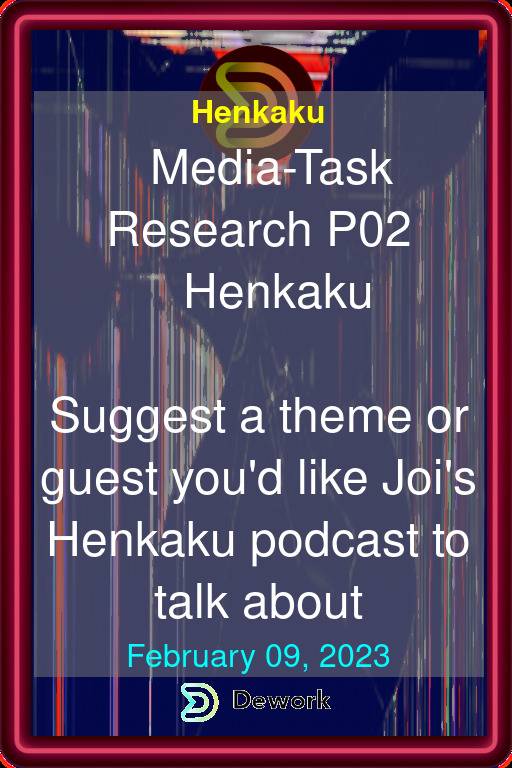 Henkaku
Media-Task
Research P02
Henkaku
Suggest a theme or
guest you'd like Joi's
Henkaku podcast to
talk about
February 09, 2023
Dework